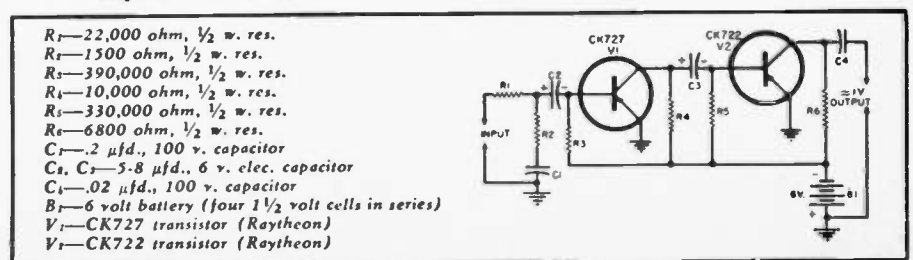 R₁—22,000 ohm, ½ w. res.
R₂—1500 ohm, ½ w. res.
R₃—390,000 ohm, ½ w. res.
R₄—10,000 ohm, ½ w. res.
R₅—330,000 ohm, ½ w. res.
R₆—6800 ohm, ½ w. res.
C₁—.2 µfd., 100 v. capacitor
C₂, C₃—5-8 µfd., 6 v. elec. capacitor
C₄—.02 µfd., 100 v. capacitor
B₁—6 volt battery (four 1½ volt cells in series)
V₁—CK727 transistor (Raytheon)
V₂—CK722 transistor (Raytheon)
CK727
V1
CK722
V2
R1
+ C2 -
+ C3 -
C4
INPUT
R2
R3
R4
R5
R6
≈1V
OUTPUT
C1
-
6V.
B1
+